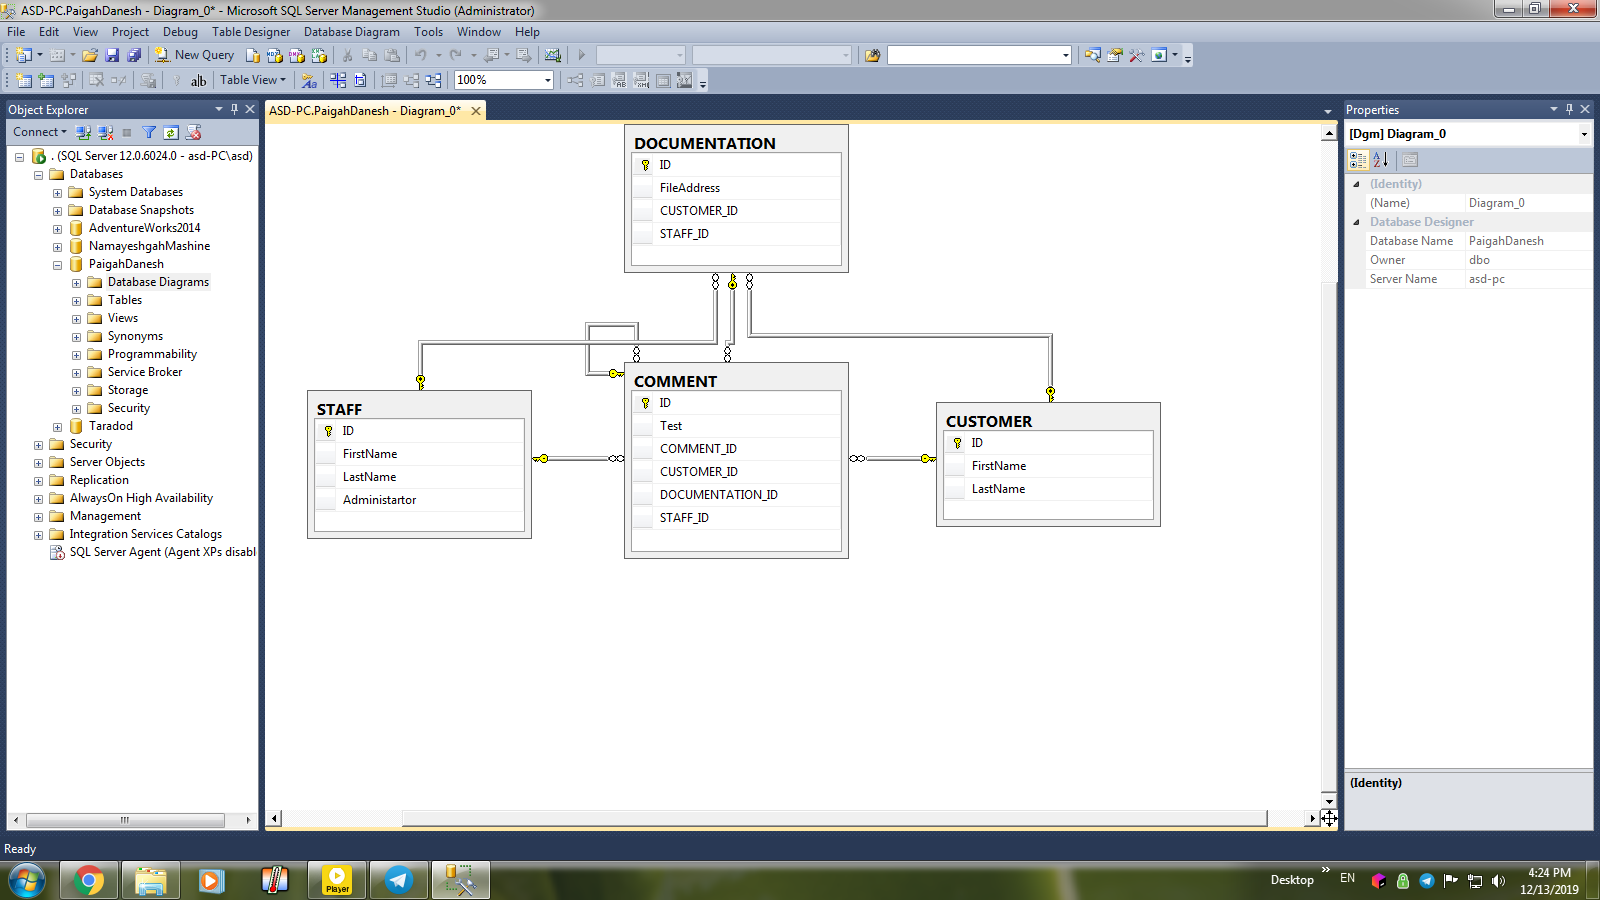 ASD-PC.PaigahDanesh - Diagram_0* - Microsoft SQL Server Management Studio (Administrator)
File Edit View Project Debug Table Designer Database Diagram Tools Window Help
New Query
Table View 100%
Object Explorer
Connect
. (SQL Server 12.0.6024.0 - asd-PC\asd)
Databases
System Databases
Database Snapshots
AdventureWorks2014
NamayeshgahMashine
PaigahDanesh
Database Diagrams
Tables
Views
Synonyms
Programmability
Service Broker
Storage
Security
Taradod
Security
Server Objects
Replication
AlwaysOn High Availability
Management
Integration Services Catalogs
SQL Server Agent (Agent XPs disabl
ASD-PC.PaigahDanesh - Diagram_0*
DOCUMENTATION
ID
FileAddress
CUSTOMER_ID
STAFF_ID
STAFF
ID
FirstName
LastName
Administartor
COMMENT
ID
Test
COMMENT_ID
CUSTOMER_ID
DOCUMENTATION_ID
STAFF_ID
CUSTOMER
ID
FirstName
LastName
Properties
[Dgm] Diagram_0
(Identity)
(Name) Diagram_0
Database Designer
Database Name PaigahDanesh
Owner dbo
Server Name asd-pc
(Identity)
Ready
Player
Desktop
EN
4:24 PM
12/13/2019